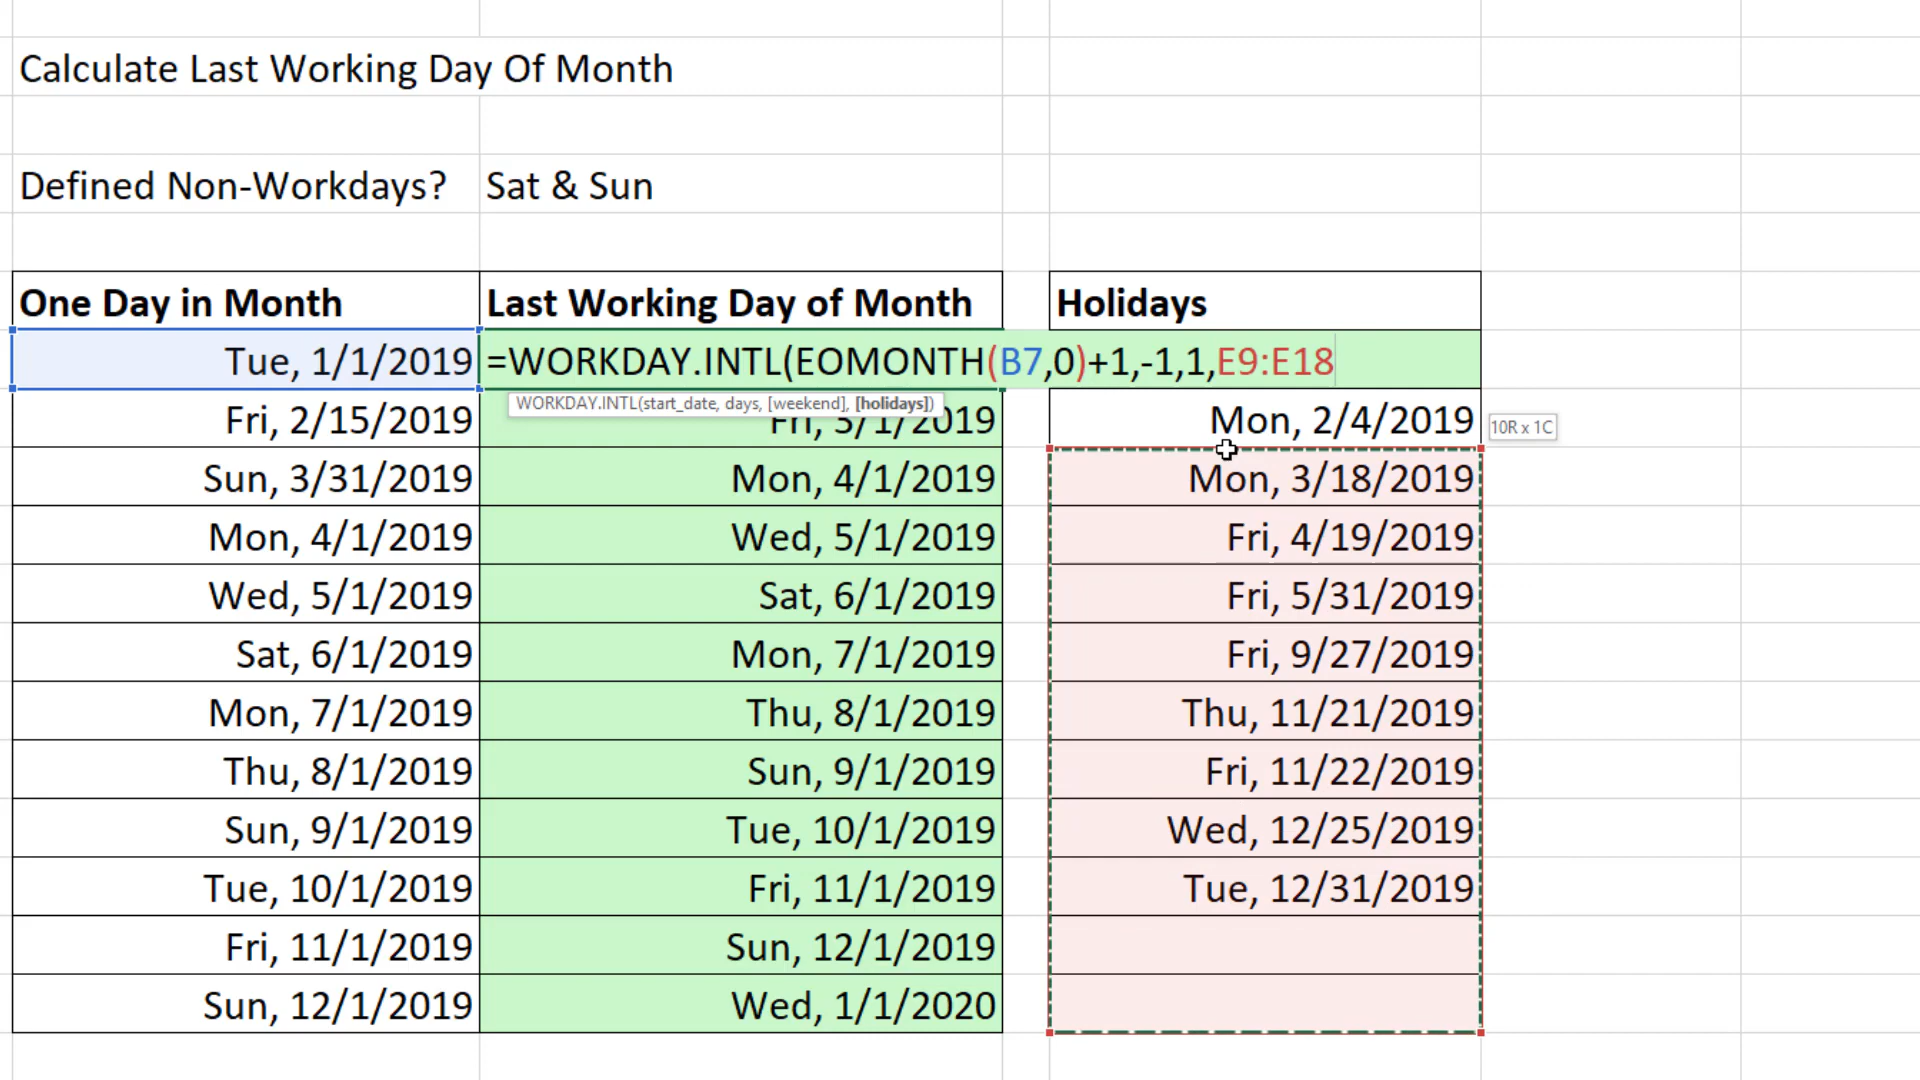 Calculate Last Working Day Of Month
Defined Non-Workdays? Sat & Sun
One Day in Month Last Working Day of Month Holidays
Tue, 1/1/2019 =WORKDAY.INTL(EOMONTH(B7,0)+1,-1,1,E9:E18
WORKDAY.INTL(start_date, days, [weekend], [holidays])
Fri, 2/15/2019 Fri, 3/1/2019 Mon, 2/4/2019 10R x 1C
Sun, 3/31/2019 Mon, 4/1/2019 Mon, 3/18/2019
Mon, 4/1/2019 Wed, 5/1/2019 Fri, 4/19/2019
Wed, 5/1/2019 Sat, 6/1/2019 Fri, 5/31/2019
Sat, 6/1/2019 Mon, 7/1/2019 Fri, 9/27/2019
Mon, 7/1/2019 Thu, 8/1/2019 Thu, 11/21/2019
Thu, 8/1/2019 Sun, 9/1/2019 Fri, 11/22/2019
Sun, 9/1/2019 Tue, 10/1/2019 Wed, 12/25/2019
Tue, 10/1/2019 Fri, 11/1/2019 Tue, 12/31/2019
Fri, 11/1/2019 Sun, 12/1/2019
Sun, 12/1/2019 Wed, 1/1/2020